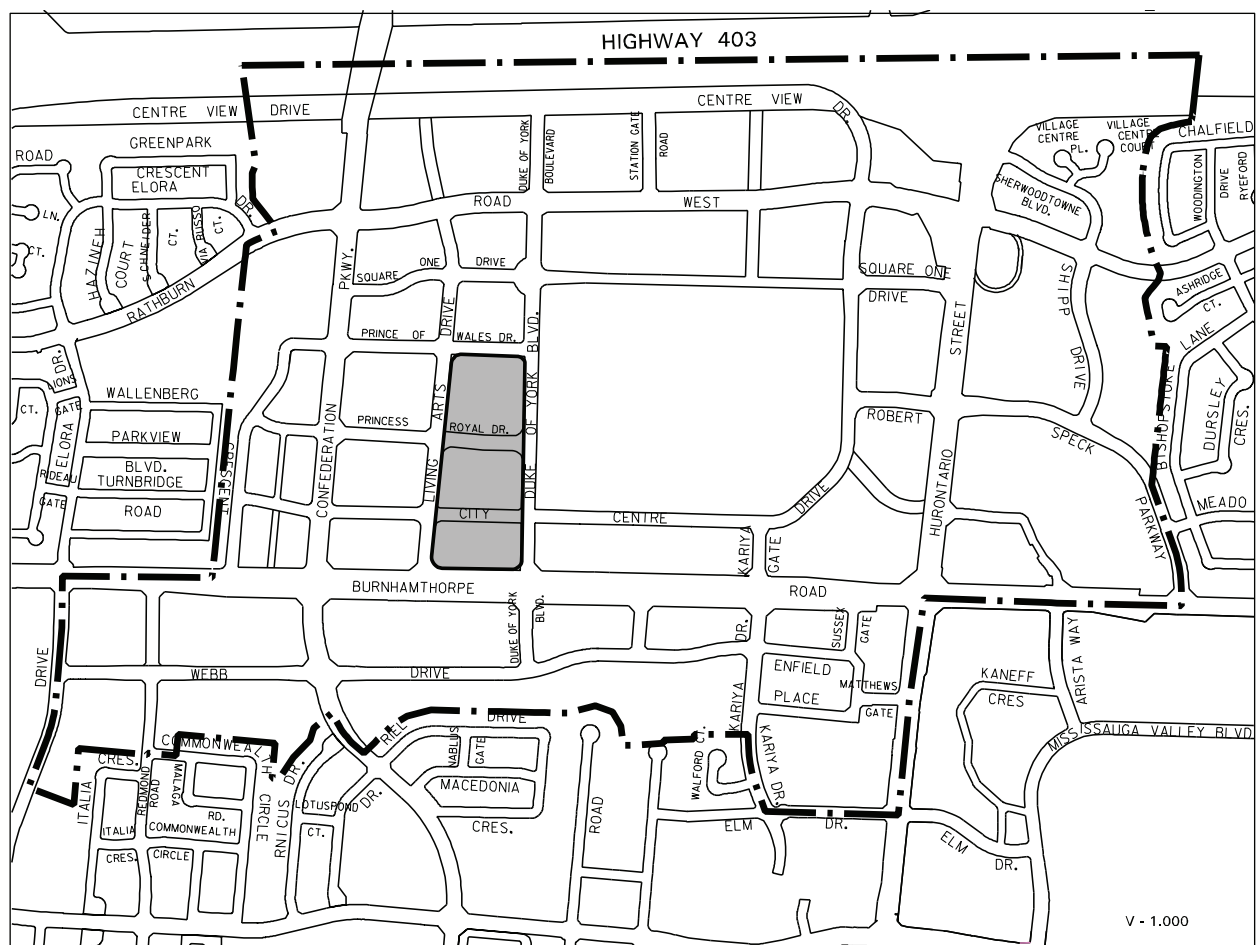 HIGHWAY 403
CENTRE VIEW DRIVE
CENTRE VIEW
DR.
VILLAGE
CENTRE
PL.
VILLAGE
CENTRE
COURT
CHALFIELD
ROAD
GREENPARK
CRESCENT
ELORA
DR.
DUKE OF YORK
BOULEVARD
STATION GATE
ROAD
WOODINGTON
DRIVE
RYEFORD
SHERWOODTOWNE
BLVD.
LN.
CT.
HAZINEH
COURT
SCHNEIDER
CT.
VIA RUSSO
CT.
ROAD
WEST
RATHBURN
PKWY.
SQUARE ONE DRIVE
SQUARE ONE
DRIVE
SHIPP
DRIVE
ASHRIDGE
CT.
LANE
PRINCE OF
WALES DR.
DRIVE
BLVD.
STREET
DR.
LIONS
GATE
CT.
WALLENBERG
PARKVIEW
BLVD.
TURNBRIDGE
ROAD
ELORA
RIDEAU
GATE
CRESCENT
CONFEDERATION
PRINCESS
ROYAL DR.
LIVING
ARTS
DUKE
OF YORK
ROBERT
SPECK
PARKWAY
BISHOPSTOKE
DURSLEY
CRES.
MEADO
HURONTARIO
CITY
CENTRE
DRIVE
KARIYA
GATE
BURNHAMTHORPE
ROAD
DUKE OF YORK
BLVD.
DR.
SUSSEX
GATE
DRIVE
WEBB
DRIVE
ENFIELD
PLACE
MATTHEWS
GATE
KANEFF
CRES
ARISTA WAY
MISSISSAUGA VALLEY BLVD
KARIYA
KARIYA DR.
COMMONWEALTH
CIRCLE
CRES.
ITALIA
REDMOND
ROAD
MALAGA
RD.
ITALIA
COMMONWEALTH
CRES.
CIRCLE
RIEL
DRIVE
NABLUS
GATE
MACEDONIA
CRES.
DR.
SUCINRU
LOTUSPOND
CT.
DR.
ROAD
WALFORD
CT.
ELM
DR.
ELM
DR.
V - 1.000